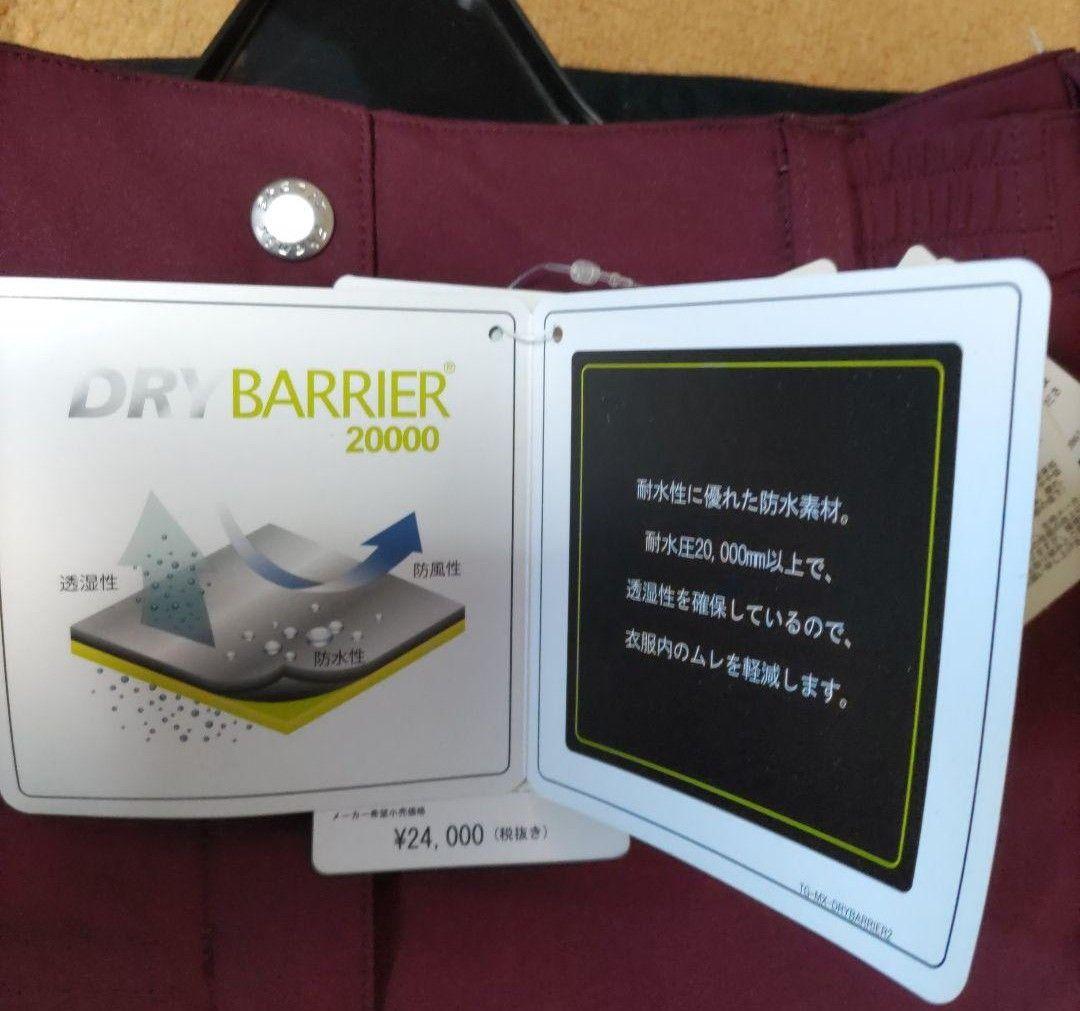 DRY BARRIER®
20000
透湿性
防風性
防水性
耐水性に優れた防水素材。
耐水圧20,000mm以上で、
透湿性を確保しているので、
衣服内のムレを軽減します。
TG-MX-DRYBARRIER2
メーカー希望小売価格
¥24,000(税抜き)